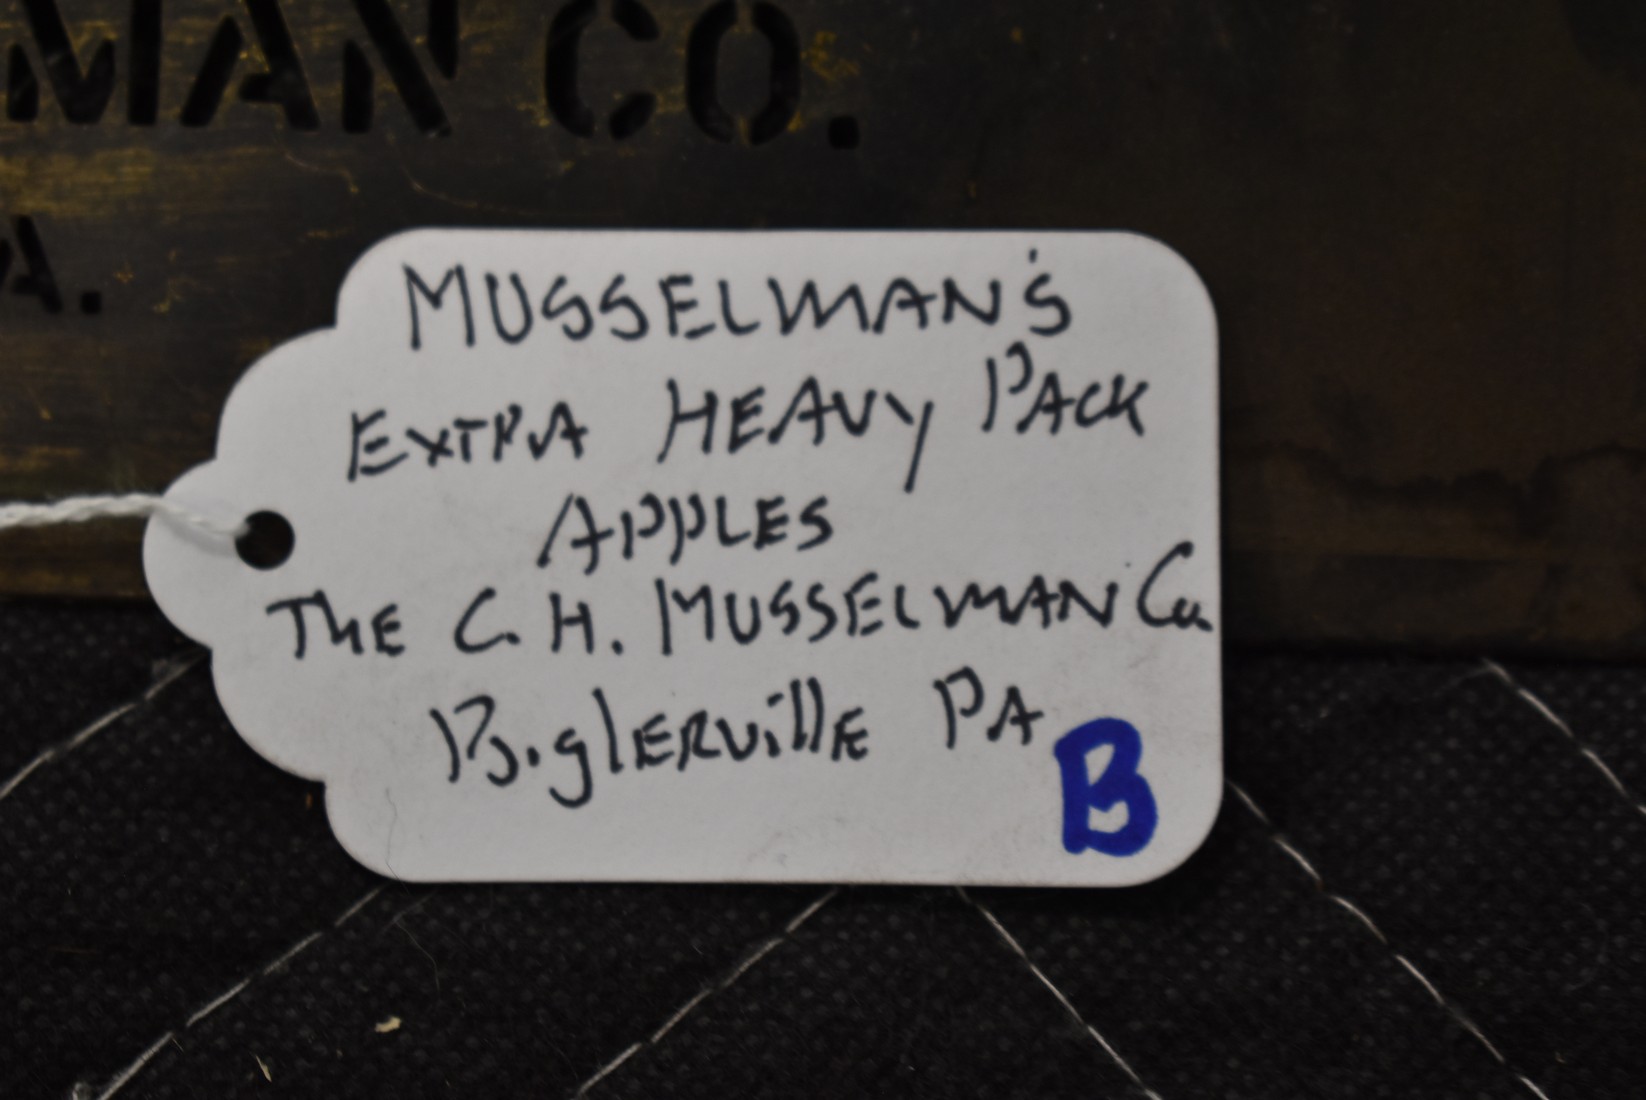 MAN CO.
A.
MUSSELMAN'S
EXTRA HEAVY PACK
APPLES
THE C. H. MUSSELMAN Co.
BiglERVillE PA
B